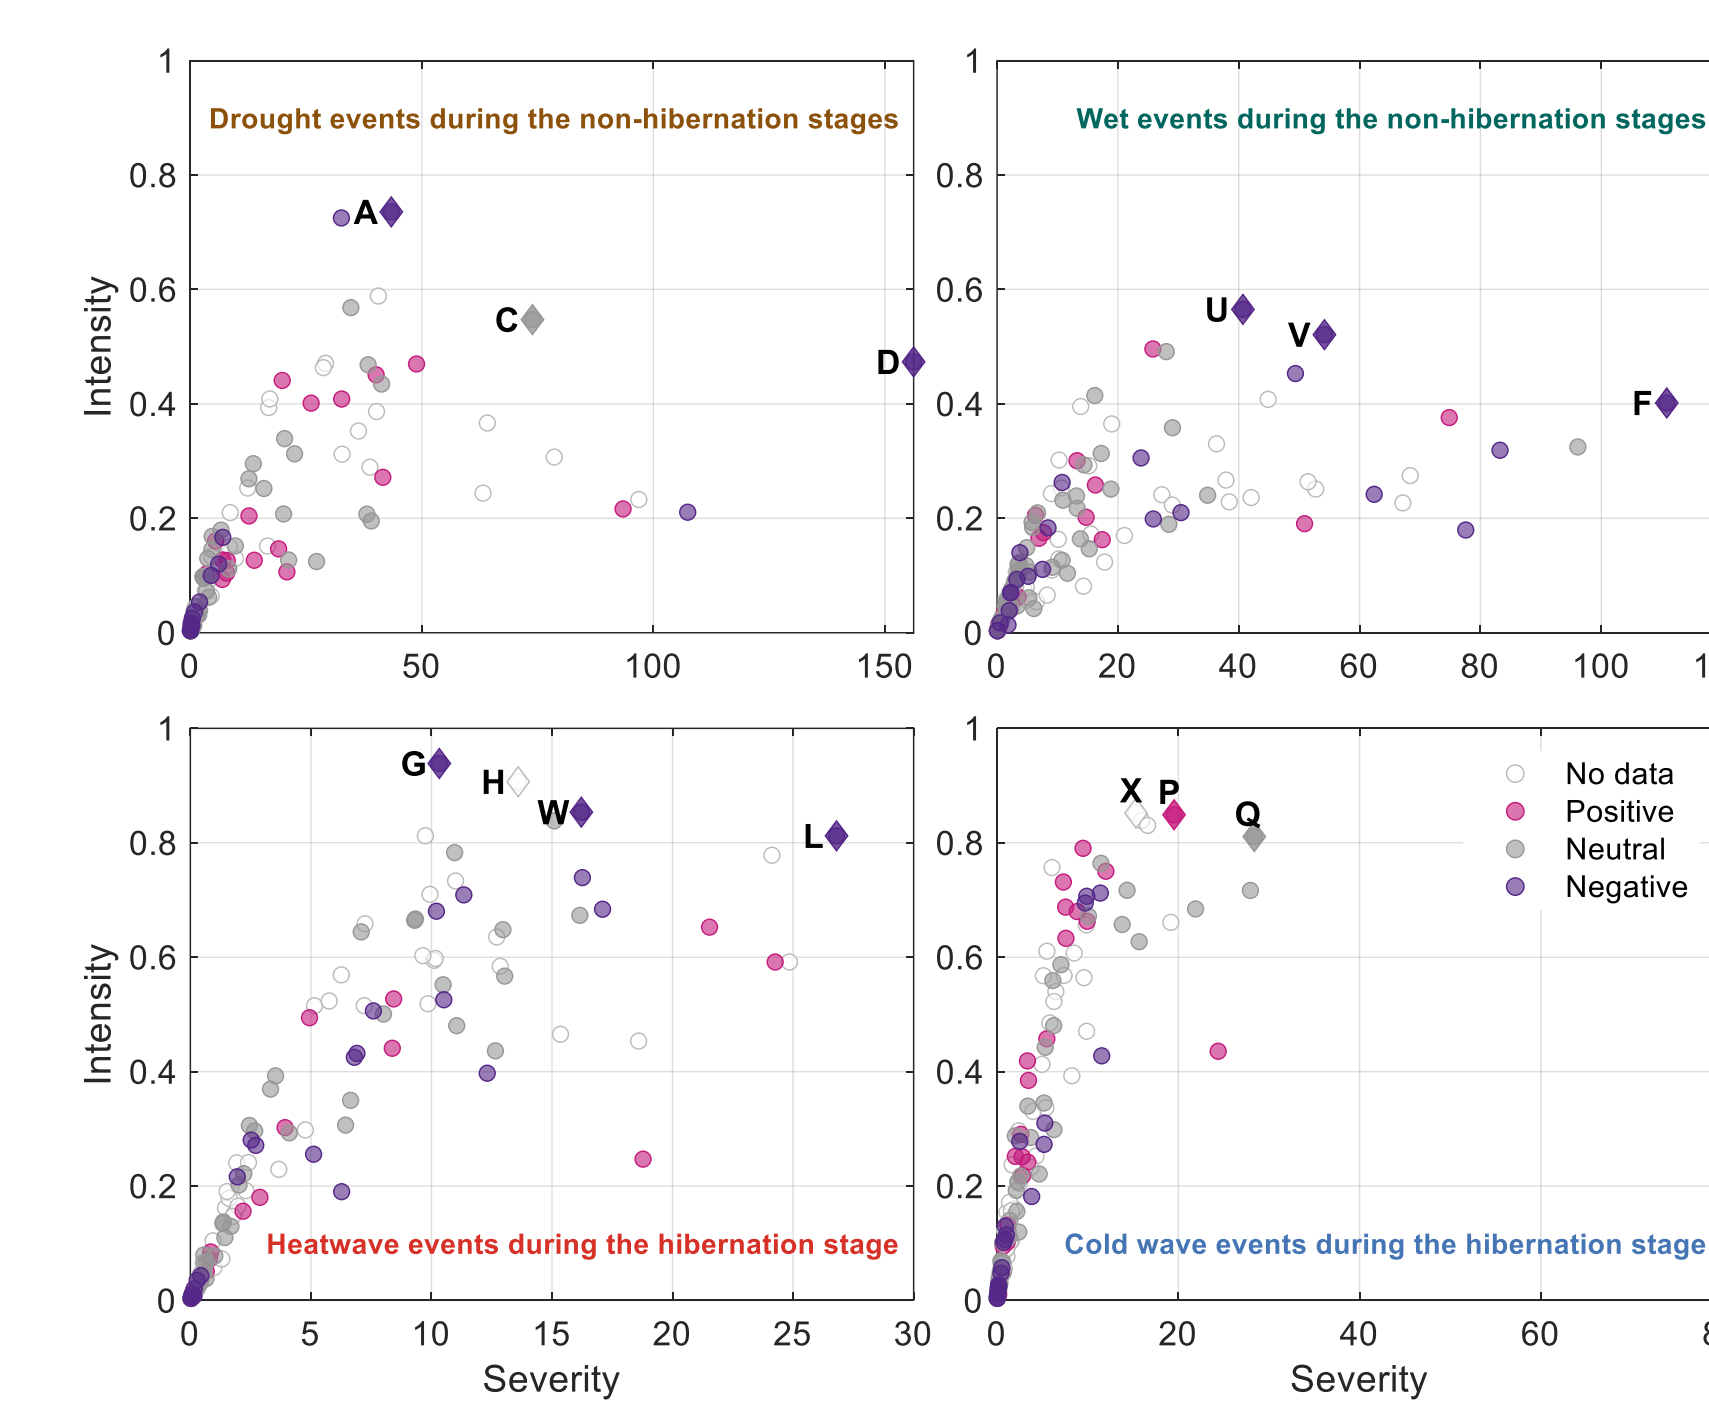 1
Drought events during the non-hibernation stages
0.8
A
0.6
C
D
0.4
0.2
0
0
50
100
150
Intensity
1
Wet events during the non-hibernation stages
0.8
0.6
U
V
F
0.4
0.2
0
0
20
40
60
80
100
1
G
H
W
L
0.8
0.6
0.4
0.2
Heatwave events during the hibernation stage
0
0
5
10
15
20
25
30
Intensity
Severity
1
X
P
Q
No data
Positive
Neutral
Negative
0.8
0.6
0.4
0.2
Cold wave events during the hibernation stage
0
0
20
40
60
Severity